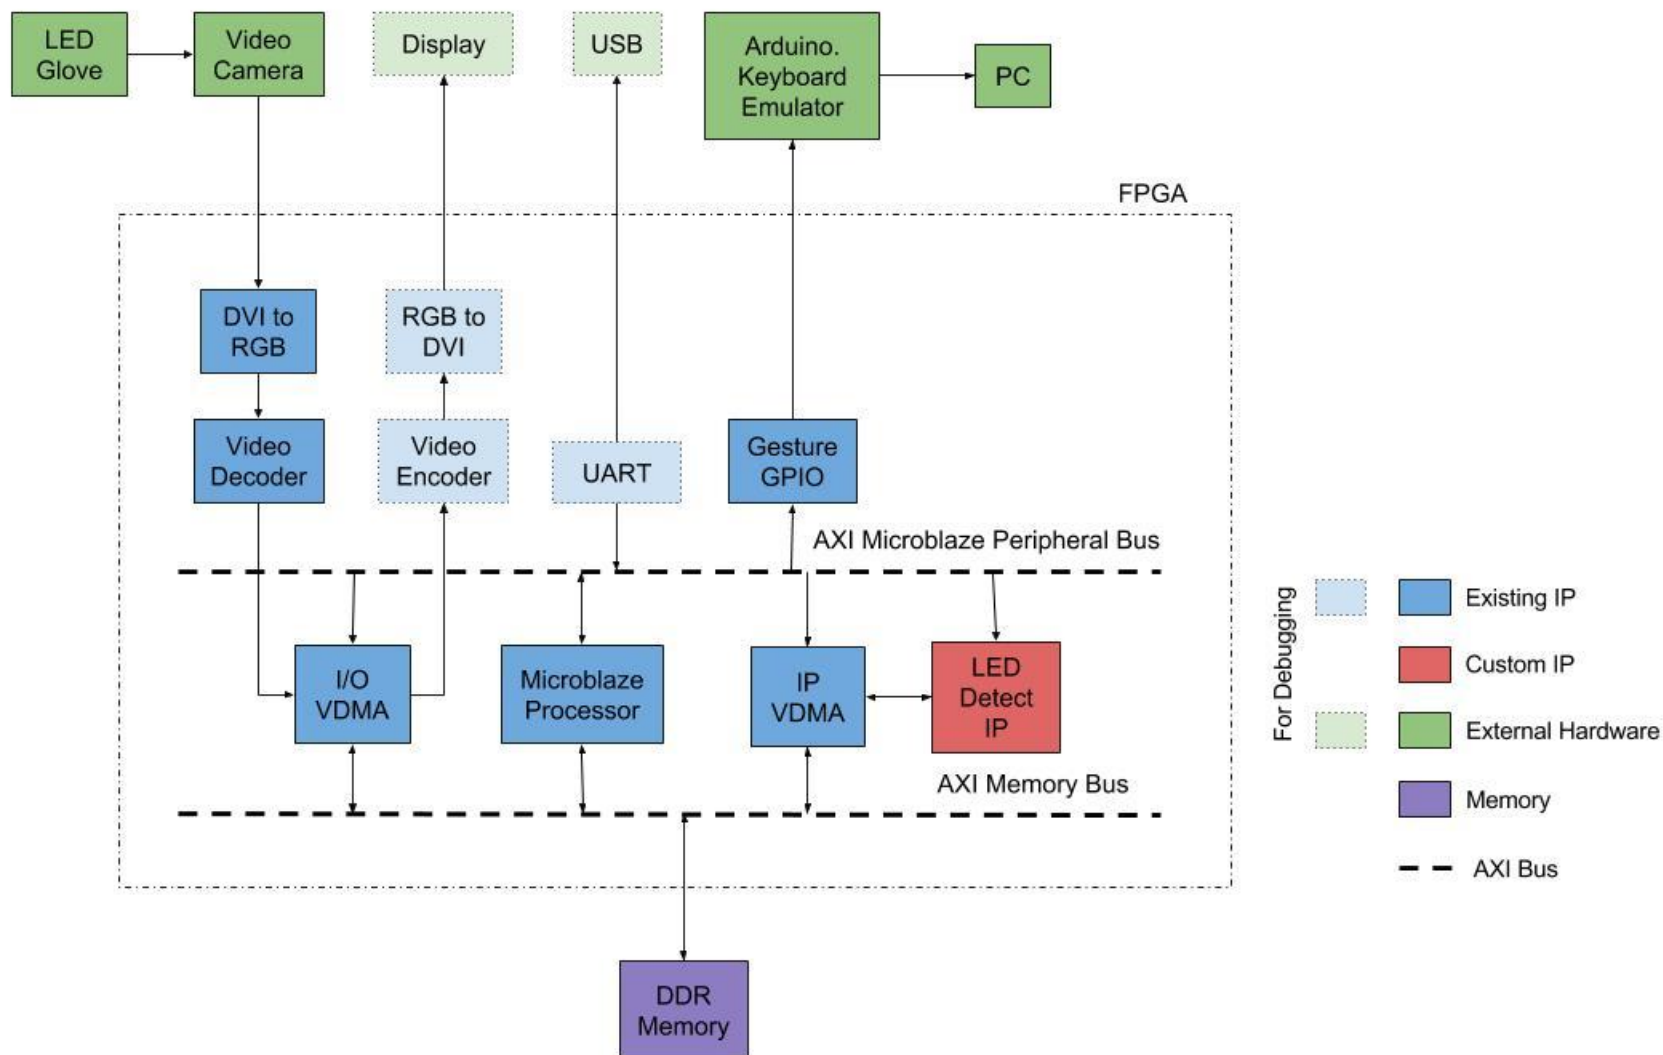 LED
Glove
Video
Camera
Display
USB
Arduino.
Keyboard
Emulator
PC
FPGA
DVI to
RGB
RGB to
DVI
Video
Decoder
Video
Encoder
UART
Gesture
GPIO
AXI Microblaze Peripheral Bus
I/O
VDMA
Microblaze
Processor
IP
VDMA
LED
Detect
IP
AXI Memory Bus
DDR
Memory
For Debugging
Existing IP
Custom IP
External Hardware
Memory
AXI Bus